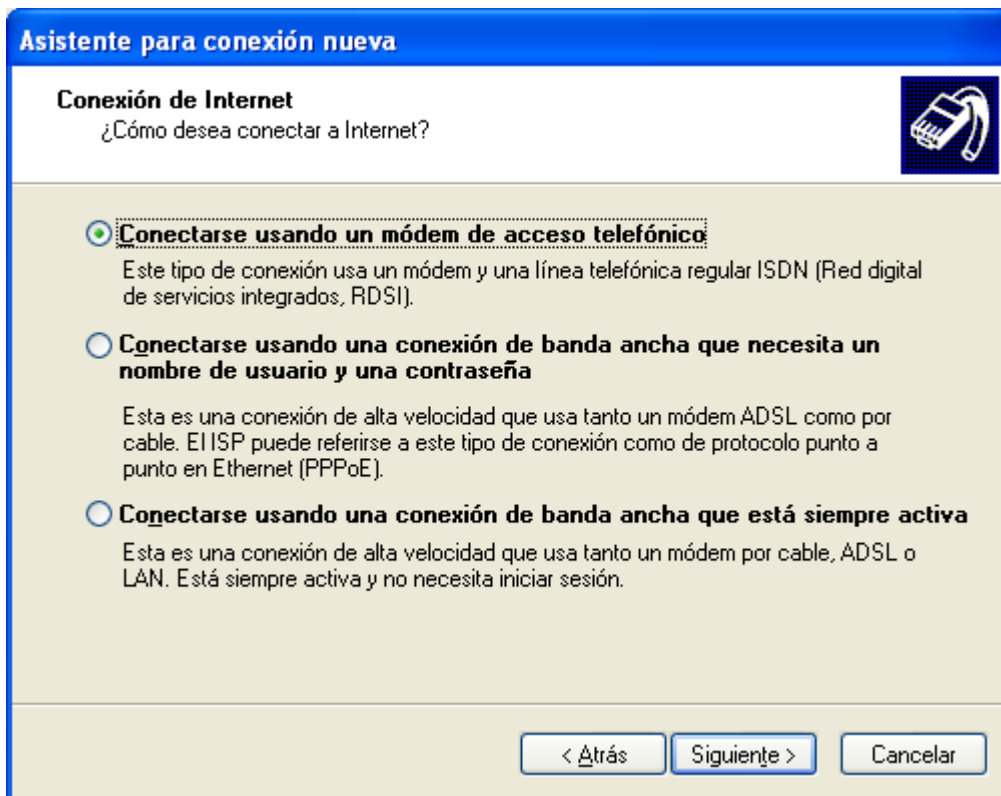 Asistente para conexión nueva
Conexión de Internet
¿Cómo desea conectar a Internet?
Conectarse usando un módem de acceso telefónico
Este tipo de conexión usa un módem y una línea telefónica regular ISDN (Red digital
de servicios integrados, RDSI).
Conectarse usando una conexión de banda ancha que necesita un
nombre de usuario y una contraseña
Esta es una conexión de alta velocidad que usa tanto un módem ADSL como por
cable. El ISP puede referirse a este tipo de conexión como de protocolo punto a
punto en Ethernet (PPPoE).
Conectarse usando una conexión de banda ancha que está siempre activa
Esta es una conexión de alta velocidad que usa tanto un módem por cable, ADSL o
LAN. Está siempre activa y no necesita iniciar sesión.
< Atrás Siguiente > Cancelar